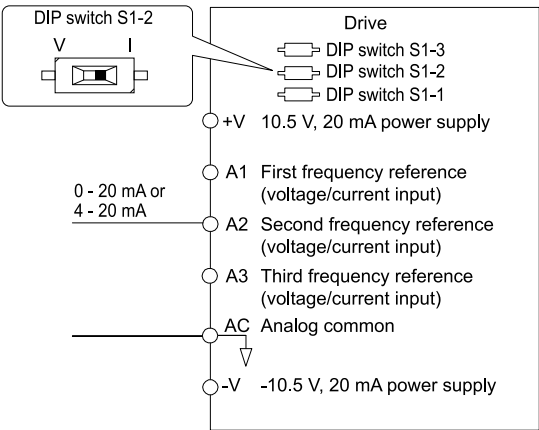 DIP switch S1-2
V I
Drive
DIP switch S1-3
DIP switch S1-2
DIP switch S1-1
+V 10.5 V, 20 mA power supply
A1 First frequency reference
(voltage/current input)
0 - 20 mA or
4 - 20 mA
A2 Second frequency reference
(voltage/current input)
A3 Third frequency reference
(voltage/current input)
AC Analog common
-V -10.5 V, 20 mA power supply